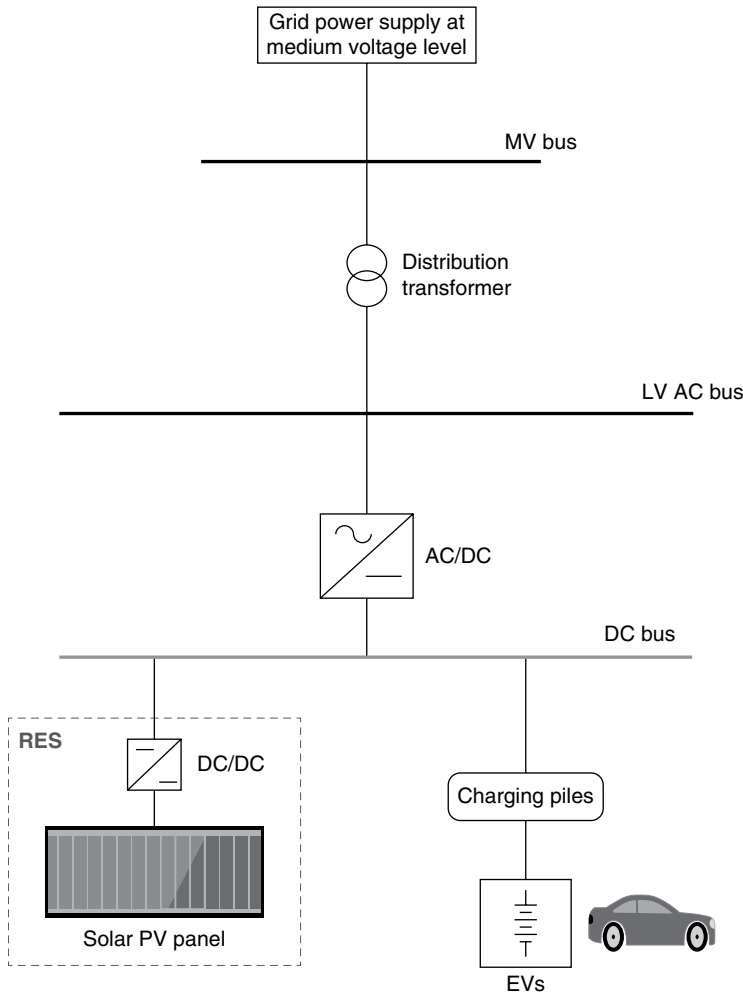 Grid power supply at
medium voltage level
MV bus
Distribution
transformer
LV AC bus
AC/DC
DC bus
RES
DC/DC
Charging piles
Solar PV panel
EVs